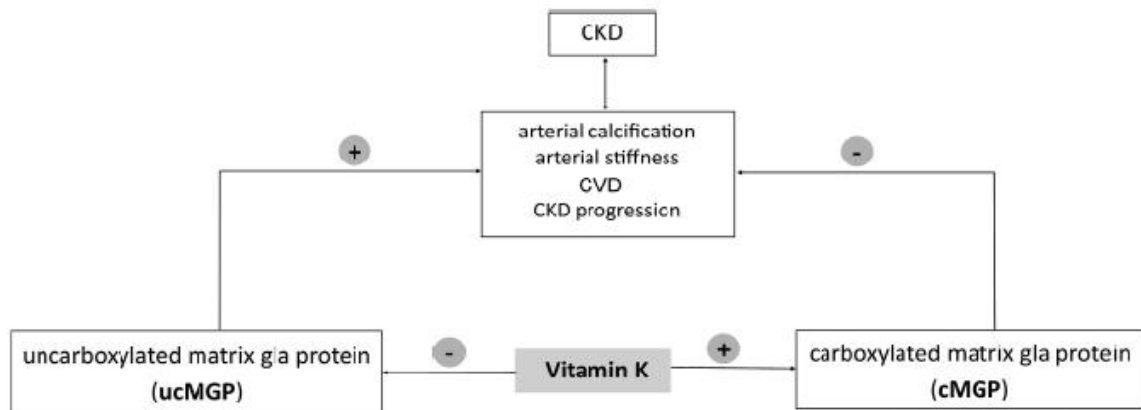 CKD
+
arterial calcification
arterial stiffness
CVD
CKD progression
-
uncarboxylated matrix gla protein
(ucMGP)
-
Vitamin K
+
carboxylated matrix gla protein
(cMGP)